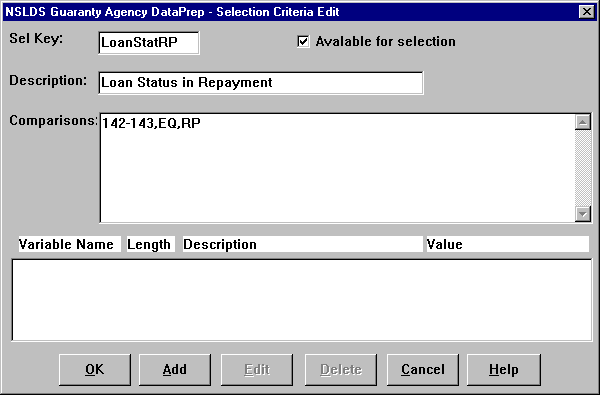 NSLDS Guaranty Agency DataPrep - Selection Criteria Edit
Sel Key: LoanStatRP Avalable for selection
Description: Loan Status in Repayment
Comparisons: 142-143,EQ,RP
Variable Name Length Description Value
OK Add Edit Delete Cancel Help